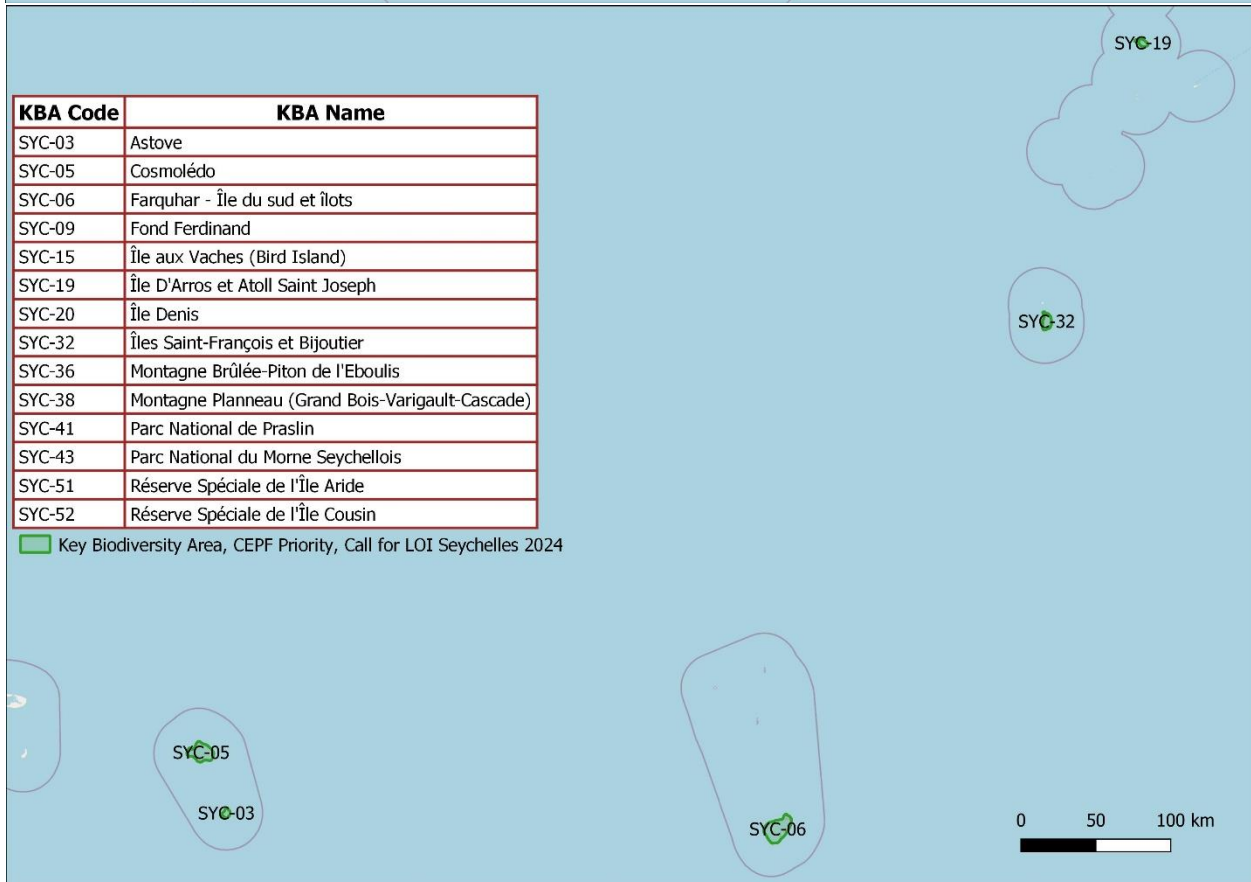 SYC-19
KBA Code KBA Name
SYC-03 Astove
SYC-05 Cosmolédo
SYC-06 Farquhar - Île du sud et îlots
SYC-09 Fond Ferdinand
SYC-15 Île aux Vaches (Bird Island)
SYC-19 Île D'Arros et Atoll Saint Joseph
SYC-20 Île Denis
SYC-32 Îles Saint-François et Bijoutier
SYC-36 Montagne Brûlée-Piton de l'Eboulis
SYC-38 Montagne Planneau (Grand Bois-Varigault-Cascade)
SYC-41 Parc National de Praslin
SYC-43 Parc National du Morne Seychellois
SYC-51 Réserve Spéciale de l'Île Aride
SYC-52 Réserve Spéciale de l'Île Cousin
Key Biodiversity Area, CEPF Priority, Call for LOI Seychelles 2024
SYC-32
SYC-05
SYC-03
SYC-06
0 50 100 km